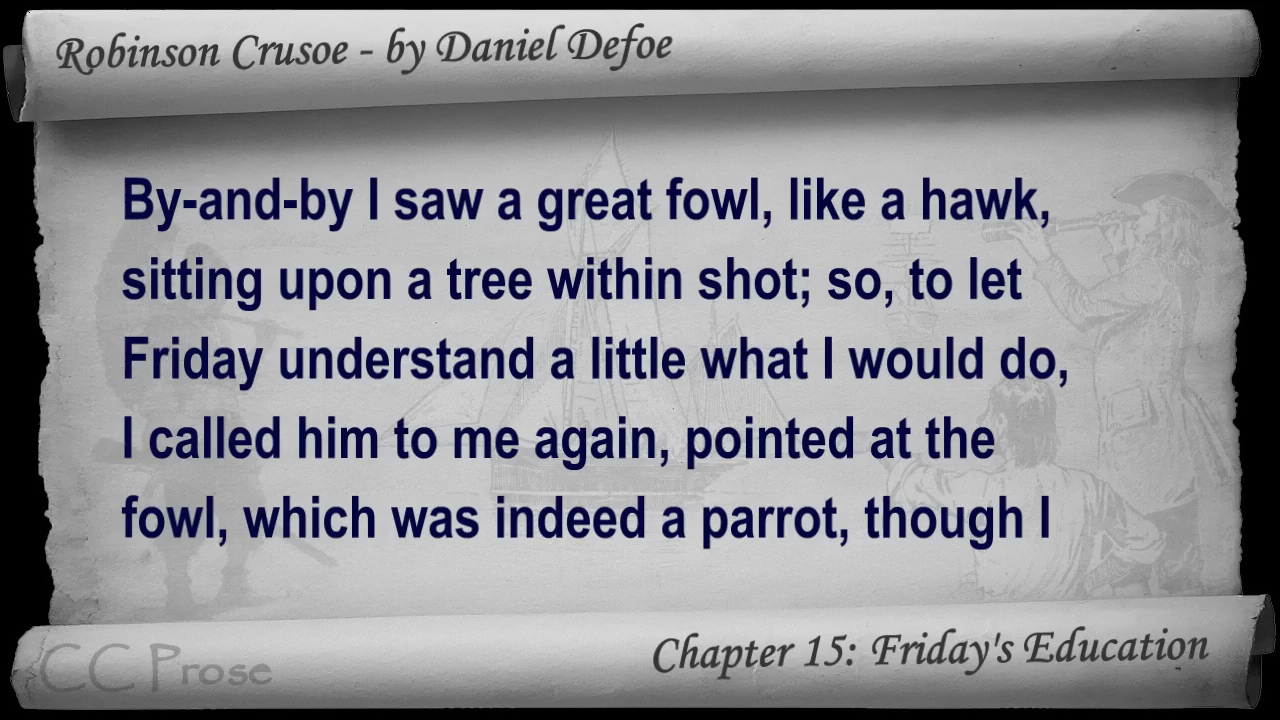 Robinson Crusoe - by Daniel Defoe
By-and-by I saw a great fowl, like a hawk,
sitting upon a tree within shot; so, to let
Friday understand a little what I would do,
I called him to me again, pointed at the
fowl, which was indeed a parrot, though I
Chapter 15: Friday's Education
CC Prose